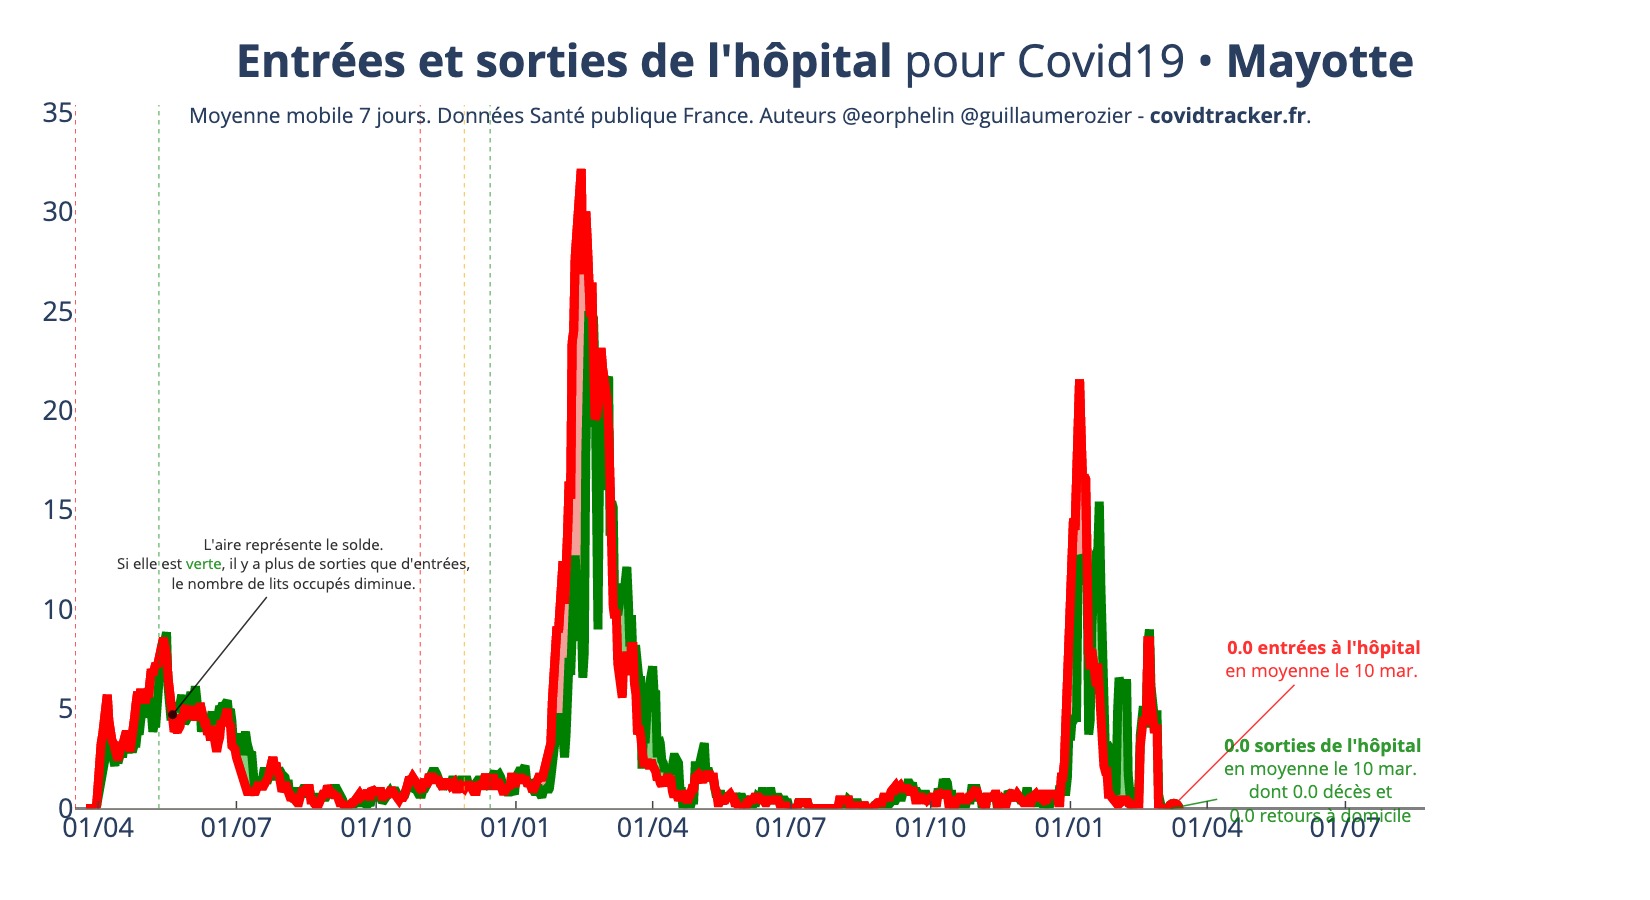 Entrées et sorties de l'hôpital pour Covid19 • Mayotte
Moyenne mobile 7 jours. Données Santé publique France. Auteurs @eorphelin @guillaumerozier - covidtracker.fr.
35
30
25
20
15
10
5
0
L'aire représente le solde.
Si elle est verte, il y a plus de sorties que d'entrées,
le nombre de lits occupés diminue.
0.0 entrées à l'hôpital
en moyenne le 10 mar.
0.0 sorties de l'hôpital
en moyenne le 10 mar.
dont 0.0 décès et
0.0 retours à domicile
01/04 01/07 01/10 01/01 01/04 01/07 01/10 01/01 01/04 01/07